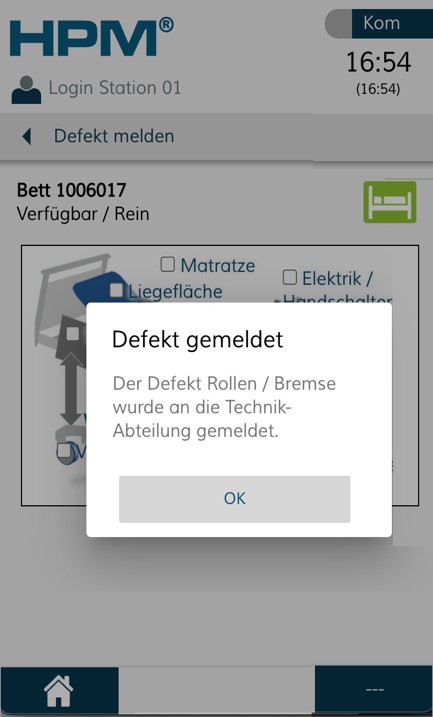 HPM®
Kom
16:54
(16:54)
Login Station 01
Defekt melden
Bett 1006017
Verfügbar / Rein
Matratze
Elektrik /
Handschalter
Liegefläche
Defekt gemeldet
Der Defekt Rollen / Bremse
wurde an die Technik-
Abteilung gemeldet.
OK
---